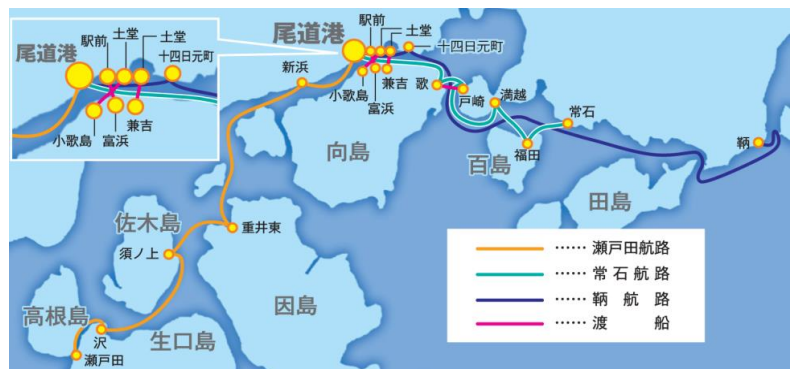 尾道港
駅前
土堂
土堂
十四日元町
小歌島
富浜
兼吉
尾道港
駅前
土堂
十四日元町
新浜
小歌島
富浜
兼吉
歌
戸崎
満越
常石
鞆
福田
向島
百島
田島
佐木島
重井東
須ノ上
因島
高根島
沢
瀬戸田
生口島
……瀬戸田航路
……常石航路
……鞆航路
……渡船